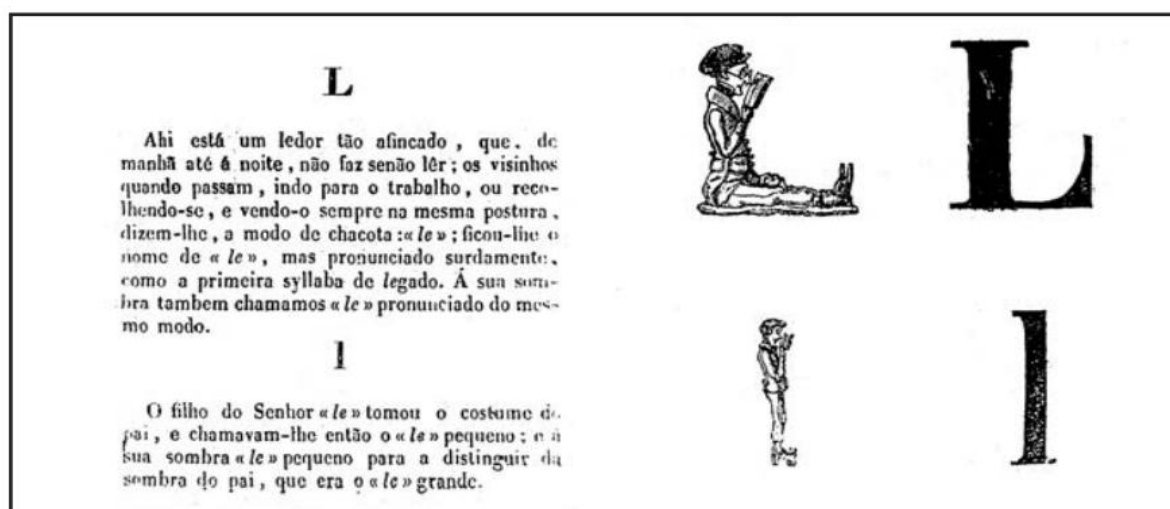 L
Ahi está um ledor tão afincado, que, de
manhã até á noite, não faz senão lêr; os visinhos
quando passam, indo para o trabalho, ou reco-
lhendo-se, e vendo-o sempre na mesma postura,
dizem-lhe, a modo de chacota: «le»; ficou-lhe o
nome de «le», mas pronunciado surdamente,
como a primeira syllaba de legado. Á sua som-
bra tambem chamamos «le» pronunciado do mes-
mo modo.
l
O filho do Senhor «le» tomou o costume do
pai, e chamavam-lhe então o «le» pequeno; e á
sua sombra «le» pequeno para a distinguir da
sombra do pai, que era o «le» grande.
L
l